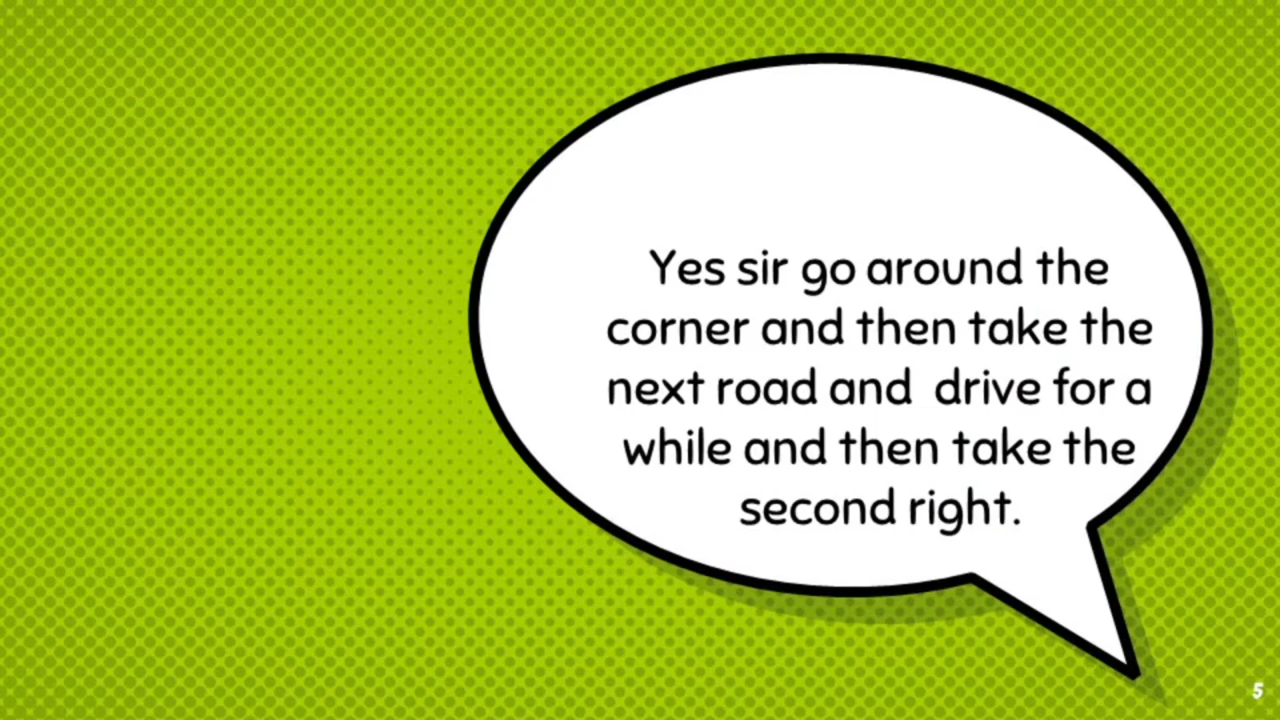 Yes sir go around the
corner and then take the
next road and  drive for a
while and then take the
second right.
5